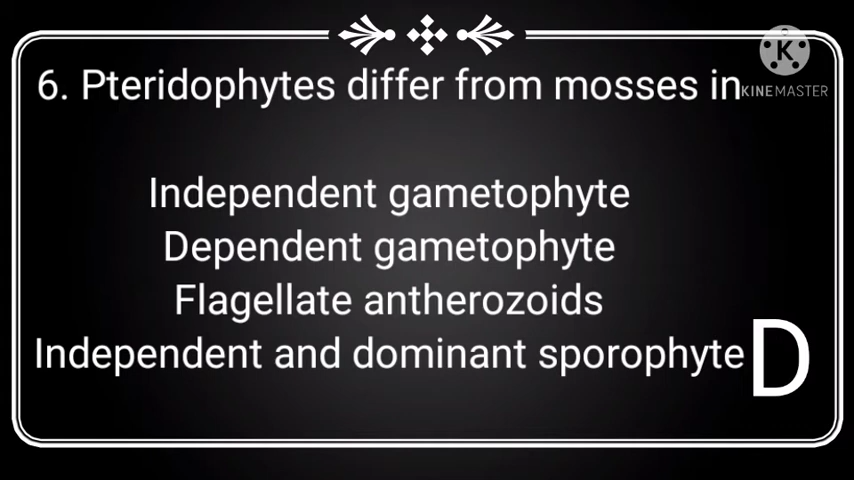 6. Pteridophytes differ from mosses in
K
KINEMASTER
Independent gametophyte
Dependent gametophyte
Flagellate antherozoids
Independent and dominant sporophyte
D